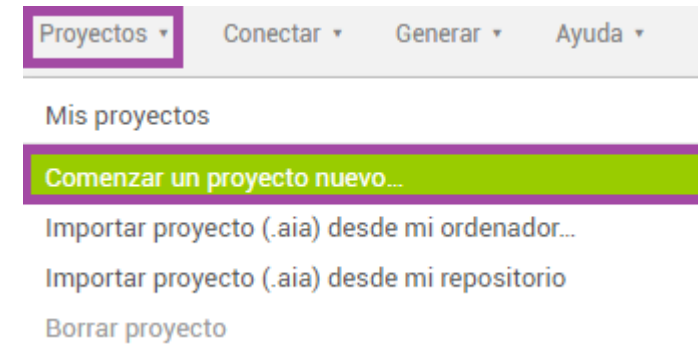 Proyectos ▾ Conectar ▾ Generar ▾ Ayuda ▾
Mis proyectos
Comenzar un proyecto nuevo...
Importar proyecto (.aia) desde mi ordenador...
Importar proyecto (.aia) desde mi repositorio
Borrar proyecto